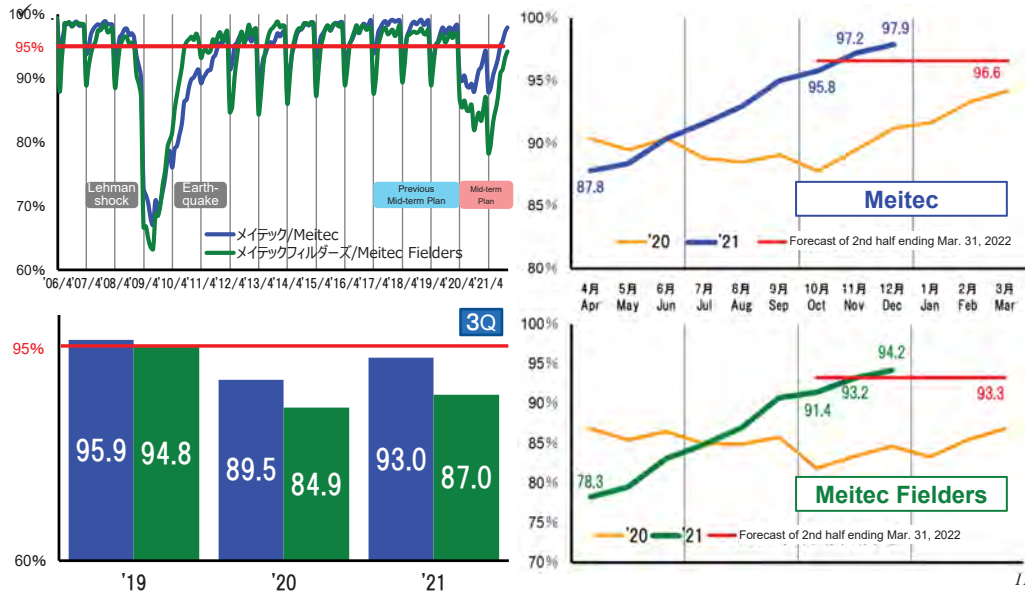 100%
95%
90%
80%
70%
60%
Lehman
shock
Earth-
quake
Previous
Mid-term Plan
Mid-term
Plan
メイテック/Meitec
メイテックフィルダーズ/Meitec Fielders
'06/4'07/4'08/4'09/4'10/4'11/4'12/4'13/4'14/4'15/4'16/4'17/4'18/4'19/4'20/4'21/4
100%
95%
90%
85%
80%
87.8
95.8
97.2
97.9
96.6
Meitec
'20 '21 Forecast of 2nd half ending Mar. 31, 2022
4月 5月 6月 7月 8月 9月 10月 11月 12月 1月 2月 3月
Apr May Jun Jul Aug Sep Oct Nov Dec Jan Feb Mar
3Q
95%
60%
95.9 94.8 89.5 84.9 93.0 87.0
'19 '20 '21
100%
95%
90%
85%
80%
75%
70%
78.3
91.4
93.2
94.2
93.3
Meitec Fielders
'20 '21 Forecast of 2nd half ending Mar. 31, 2022